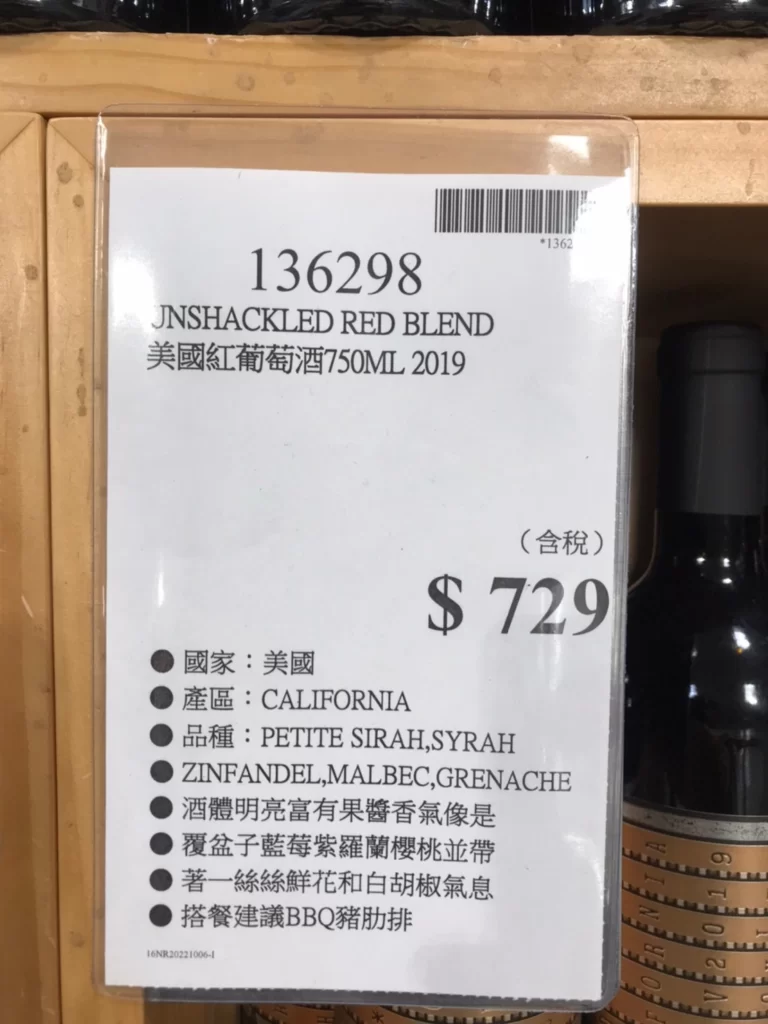 *1362
136298
UNSHACKLED RED BLEND
美國紅葡萄酒750ML 2019
（含稅）
$ 729
● 國家：美國
● 產區：CALIFORNIA
● 品種：PETITE SIRAH,SYRAH
● ZINFANDEL,MALBEC,GRENACHE
● 酒體明亮富有果醬香氣像是
● 覆盆子藍莓紫羅蘭櫻桃並帶
● 著一絲絲鮮花和白胡椒氣息
● 搭餐建議BBQ豬肋排
16NR20221006-1
FORNIA
V2019